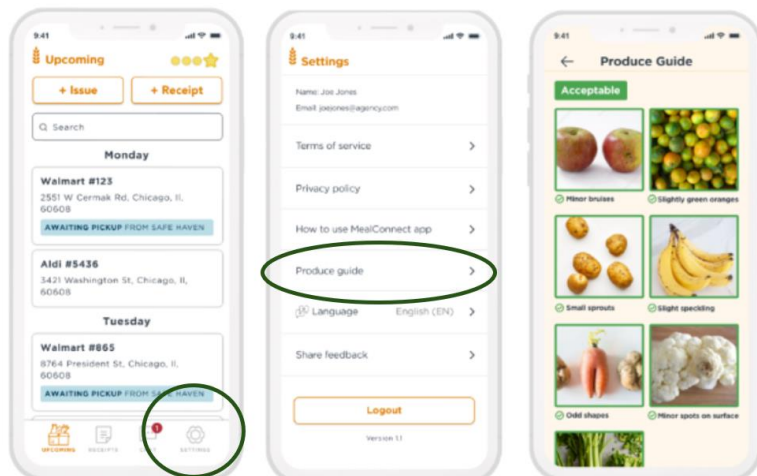 9:41
Upcoming
+ Issue
+ Receipt
Search
Monday
Walmart #123
2551 W Cermak Rd, Chicago, Il,
60608
AWAITING PICKUP FROM SAFE HAVEN
Aldi #5436
3421 Washington St, Chicago, Il,
60608
Tuesday
Walmart #865
8764 President St, Chicago, Il,
60608
AWAITING PICKUP FROM SAFE HAVEN
UPCOMING
RECEIPTS
1
SETTINGS
9:41
Settings
Name: Joe Jones
Email: joejones@agency.com
Terms of service
Privacy policy
How to use MealConnect app
Produce guide
Language English (EN)
Share feedback
Logout
Version 1.1
9:41
Produce Guide
Acceptable
Minor bruises
Slightly green oranges
Small sprouts
Slight speckling
Odd shapes
Minor spots on surface